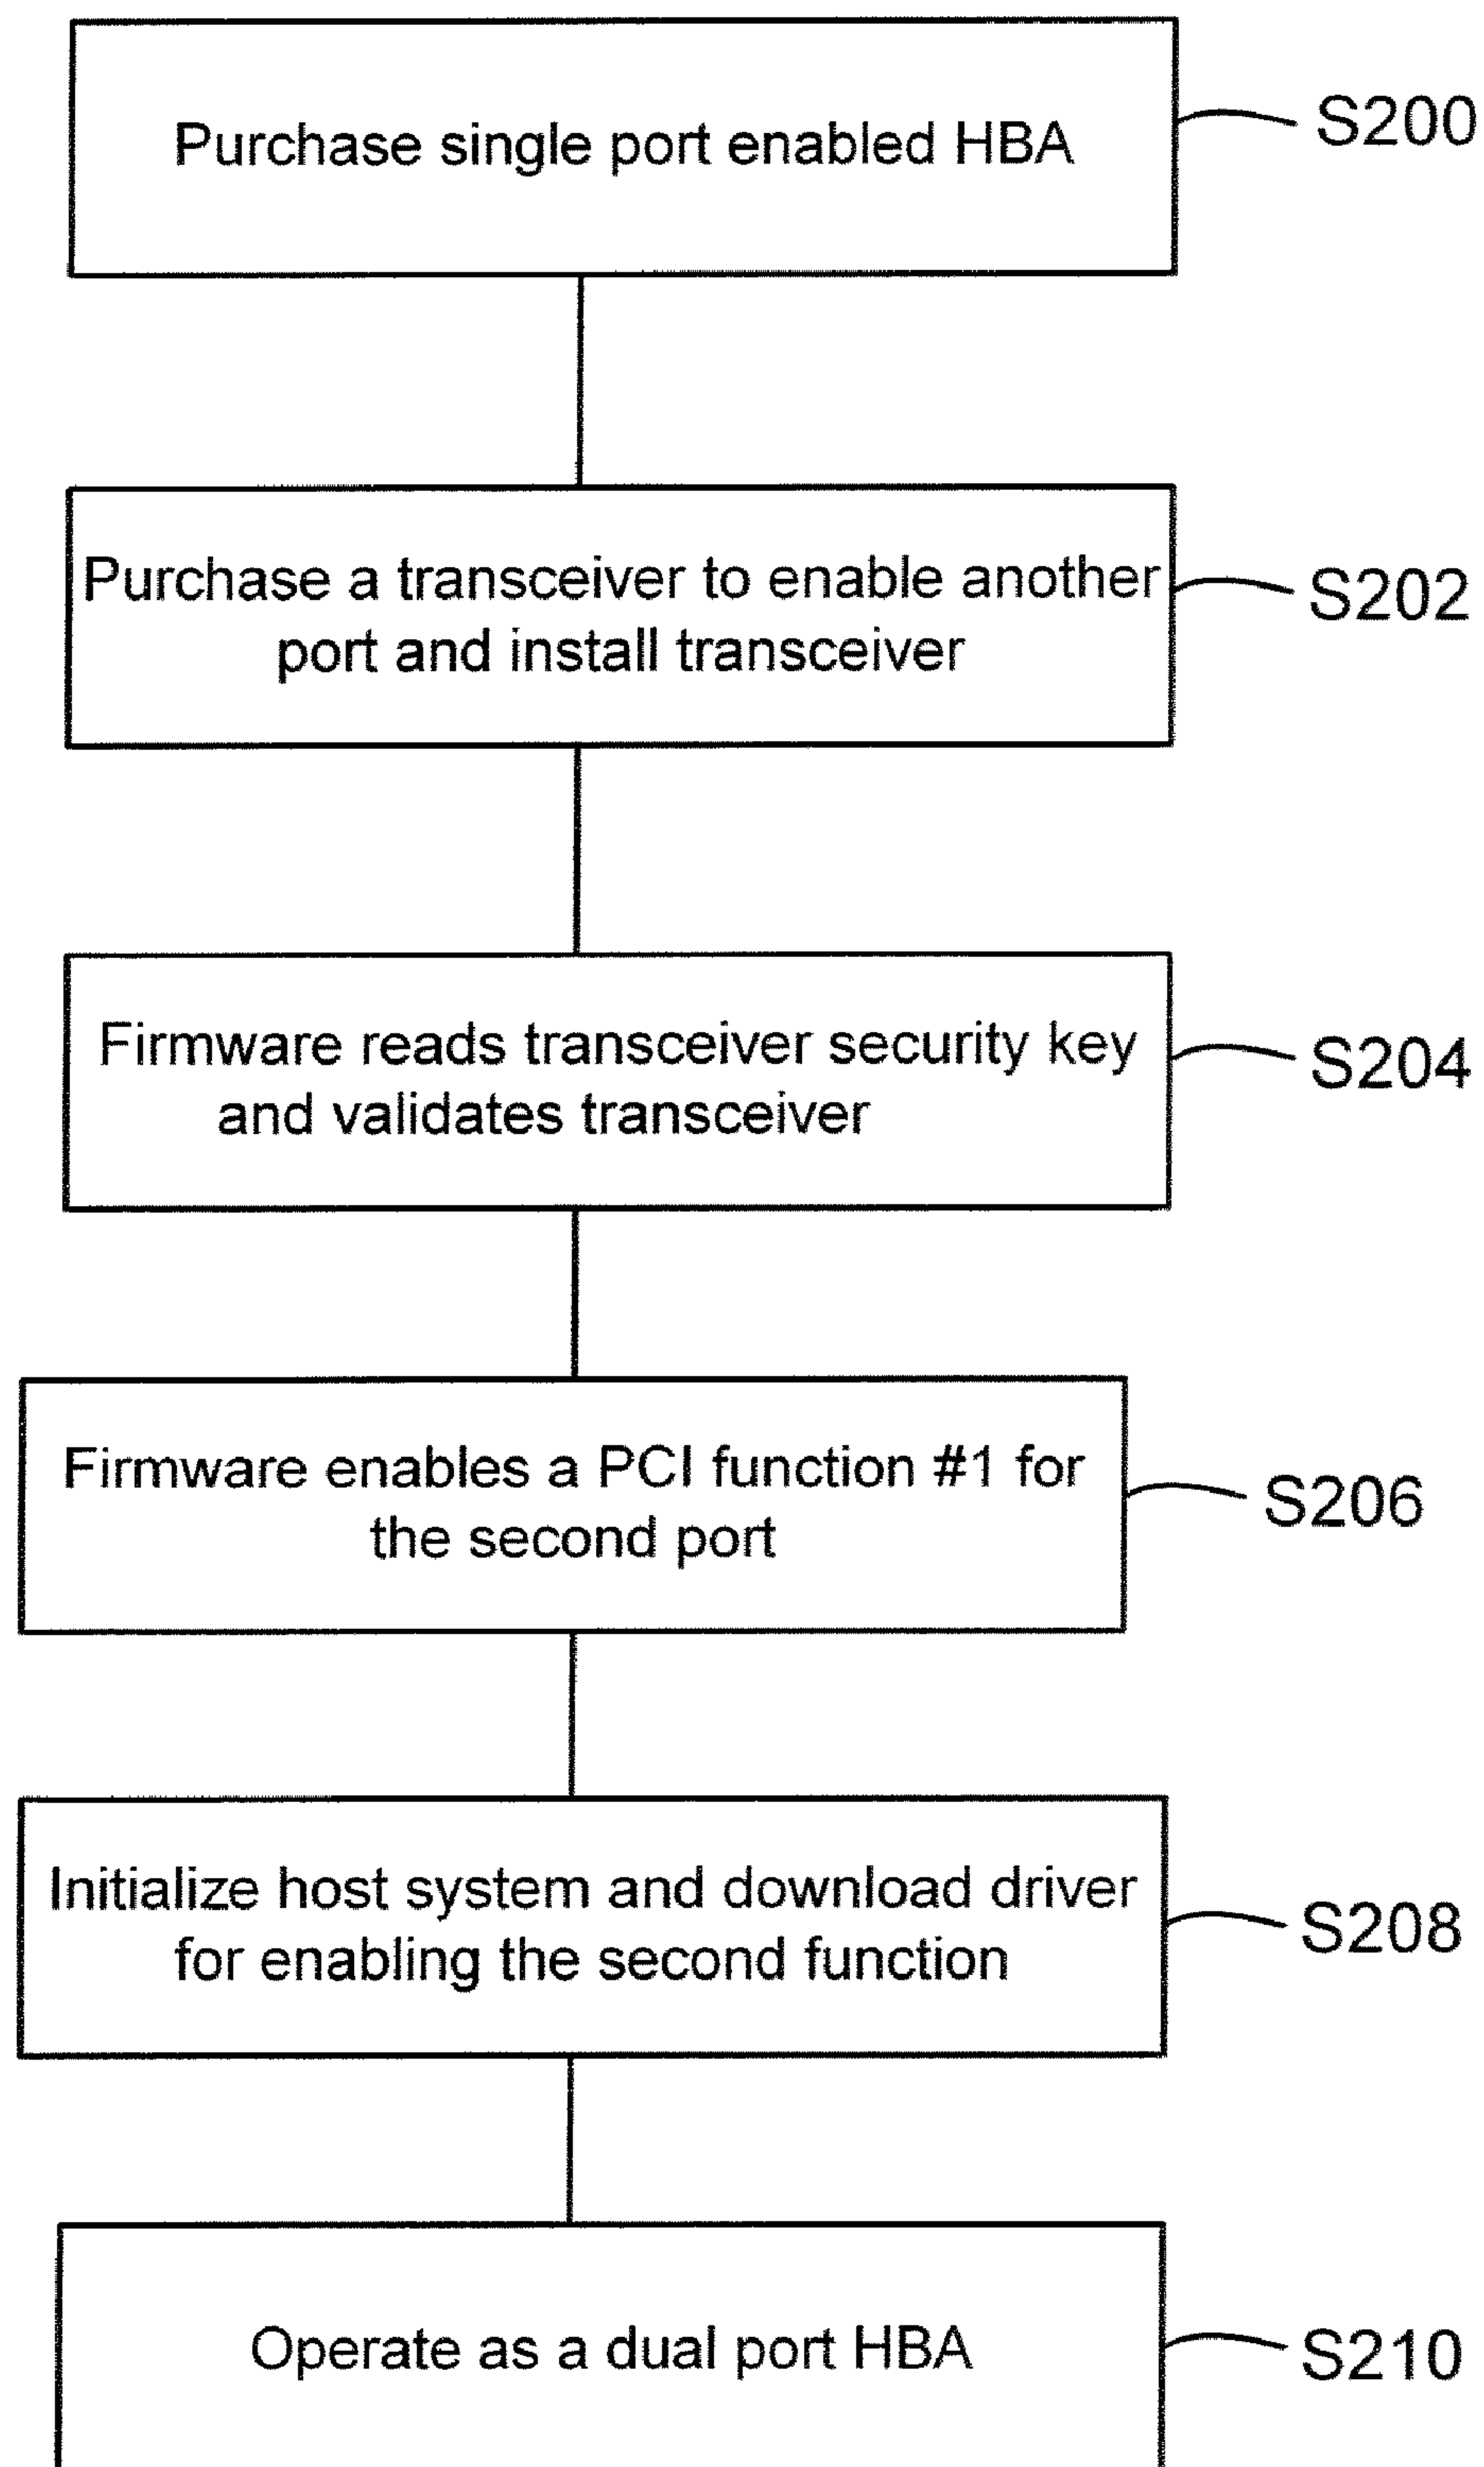 Purchase single port enabled HBA
S200
Purchase a transceiver to enable another
port and install transceiver
S202
Firmware reads transceiver security key
and validates transceiver
S204
Firmware enables a PCI function #1 for
the second port
S206
Initialize host system and download driver
for enabling the second function
S208
Operate as a dual port HBA
S210